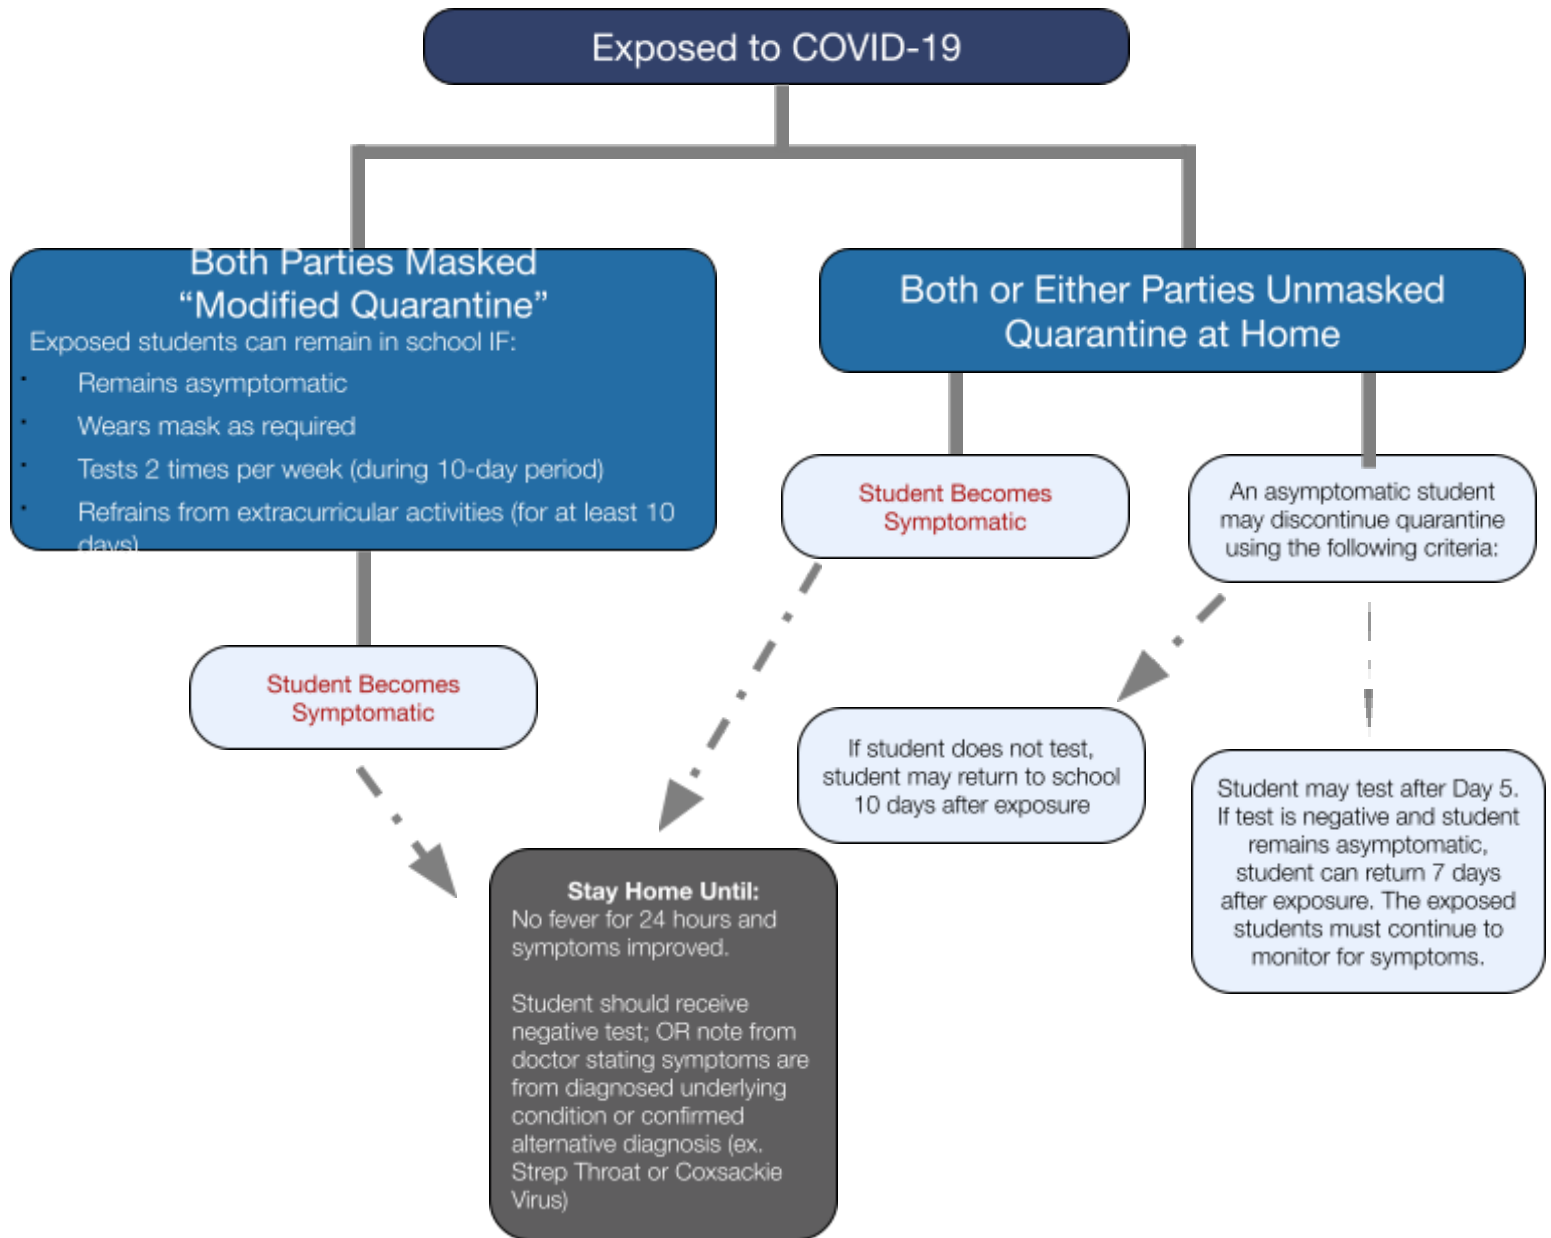 Exposed to COVID-19
Both Parties Masked
“Modified Quarantine”
Exposed students can remain in school IF:
· Remains asymptomatic
· Wears mask as required
· Tests 2 times per week (during 10-day period)
· Refrains from extracurricular activities (for at least 10
days)
Both or Either Parties Unmasked
Quarantine at Home
Student Becomes
Symptomatic
An asymptomatic student
may discontinue quarantine
using the following criteria:
Student Becomes
Symptomatic
If student does not test,
student may return to school
10 days after exposure
Student may test after Day 5.
If test is negative and student
remains asymptomatic,
student can return 7 days
after exposure. The exposed
students must continue to
monitor for symptoms.
Stay Home Until:
No fever for 24 hours and
symptoms improved.
Student should receive
negative test; OR note from
doctor stating symptoms are
from diagnosed underlying
condition or confirmed
alternative diagnosis (ex.
Strep Throat or Coxsackie
Virus)